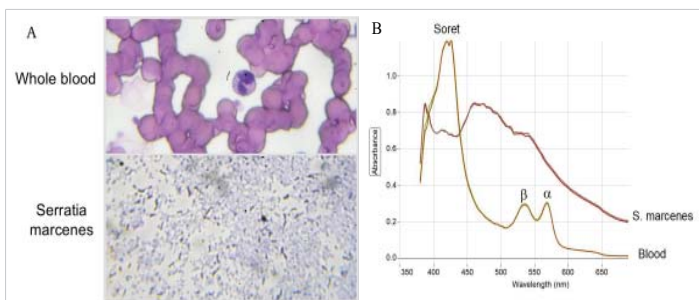 A
Whole blood
Serratia
marcenes
B
Soret
1.0
0.8
0.6
0.4
0.2
0.0
Absorbance
β
α
S. marcenes
Blood
350
400
450
500
550
600
650
Wavelength (nm)